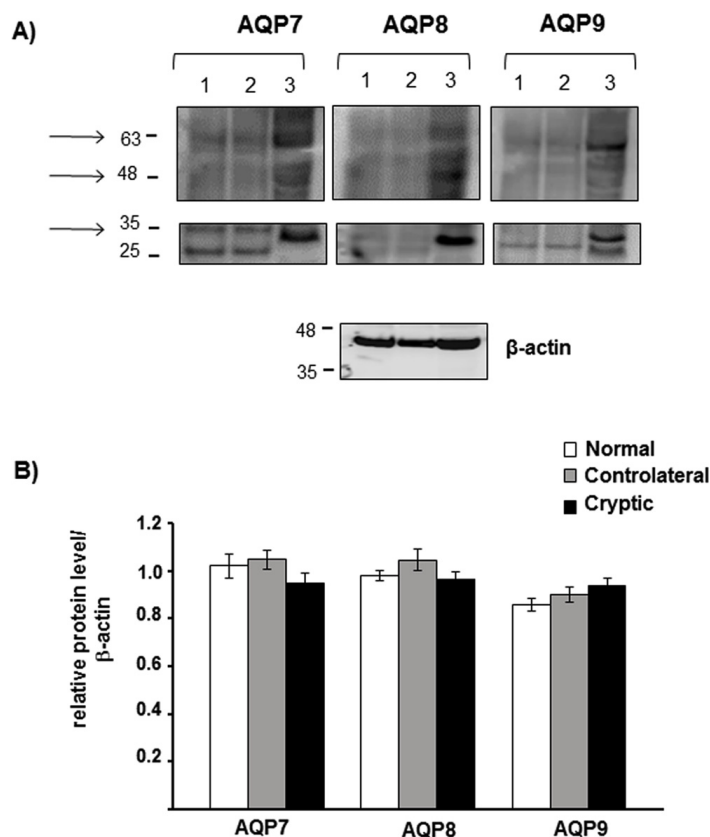 A)
AQP7 AQP8 AQP9
1 2 3 1 2 3 1 2 3
63
48
35
25
48
β-actin
35
B)
Normal
Controlateral
Cryptic
relative protein level/
β-actin
1.2
1.0
0.8
0.6
0.4
0.2
AQP7 AQP8 AQP9